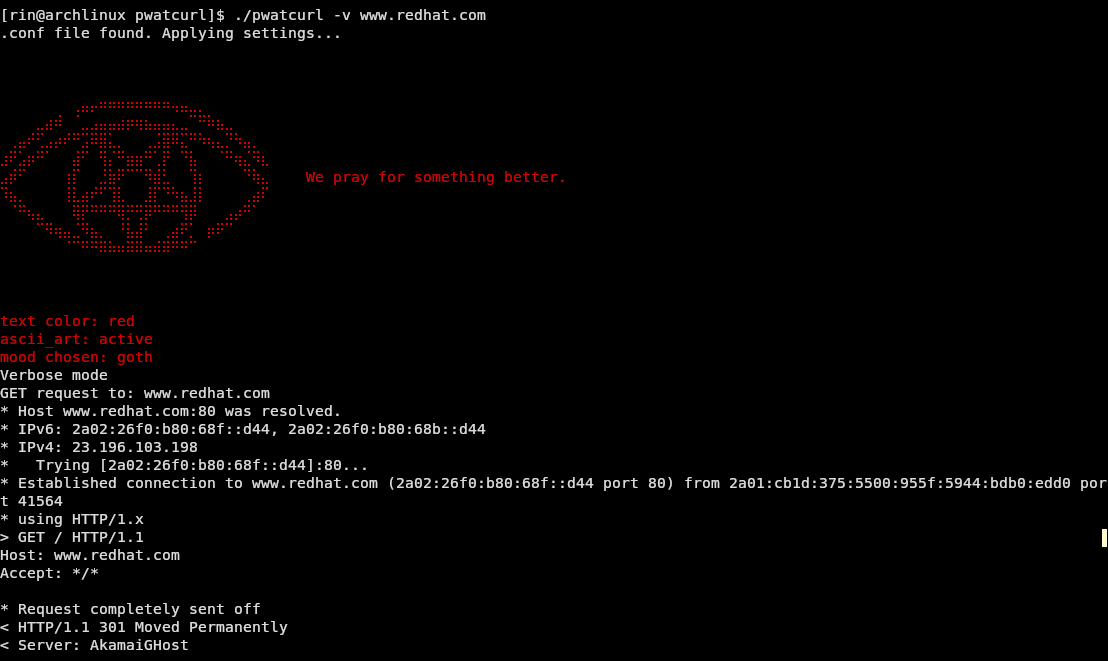 [rin@archlinux pwatcurl]$ ./pwatcurl -v www.redhat.com
.conf file found. Applying settings...
We pray for something better.
text color: red
ascii_art: active
mood chosen: goth
Verbose mode
GET request to: www.redhat.com
* Host www.redhat.com:80 was resolved.
* IPv6: 2a02:26f0:b80:68f::d44, 2a02:26f0:b80:68b::d44
* IPv4: 23.196.103.198
*   Trying [2a02:26f0:b80:68f::d44]:80...
* Established connection to www.redhat.com (2a02:26f0:b80:68f::d44 port 80) from 2a01:cb1d:375:5500:955f:5944:bdb0:edd0 por
t 41564
* using HTTP/1.x
> GET / HTTP/1.1
Host: www.redhat.com
Accept: */*
* Request completely sent off
< HTTP/1.1 301 Moved Permanently
< Server: AkamaiGHost